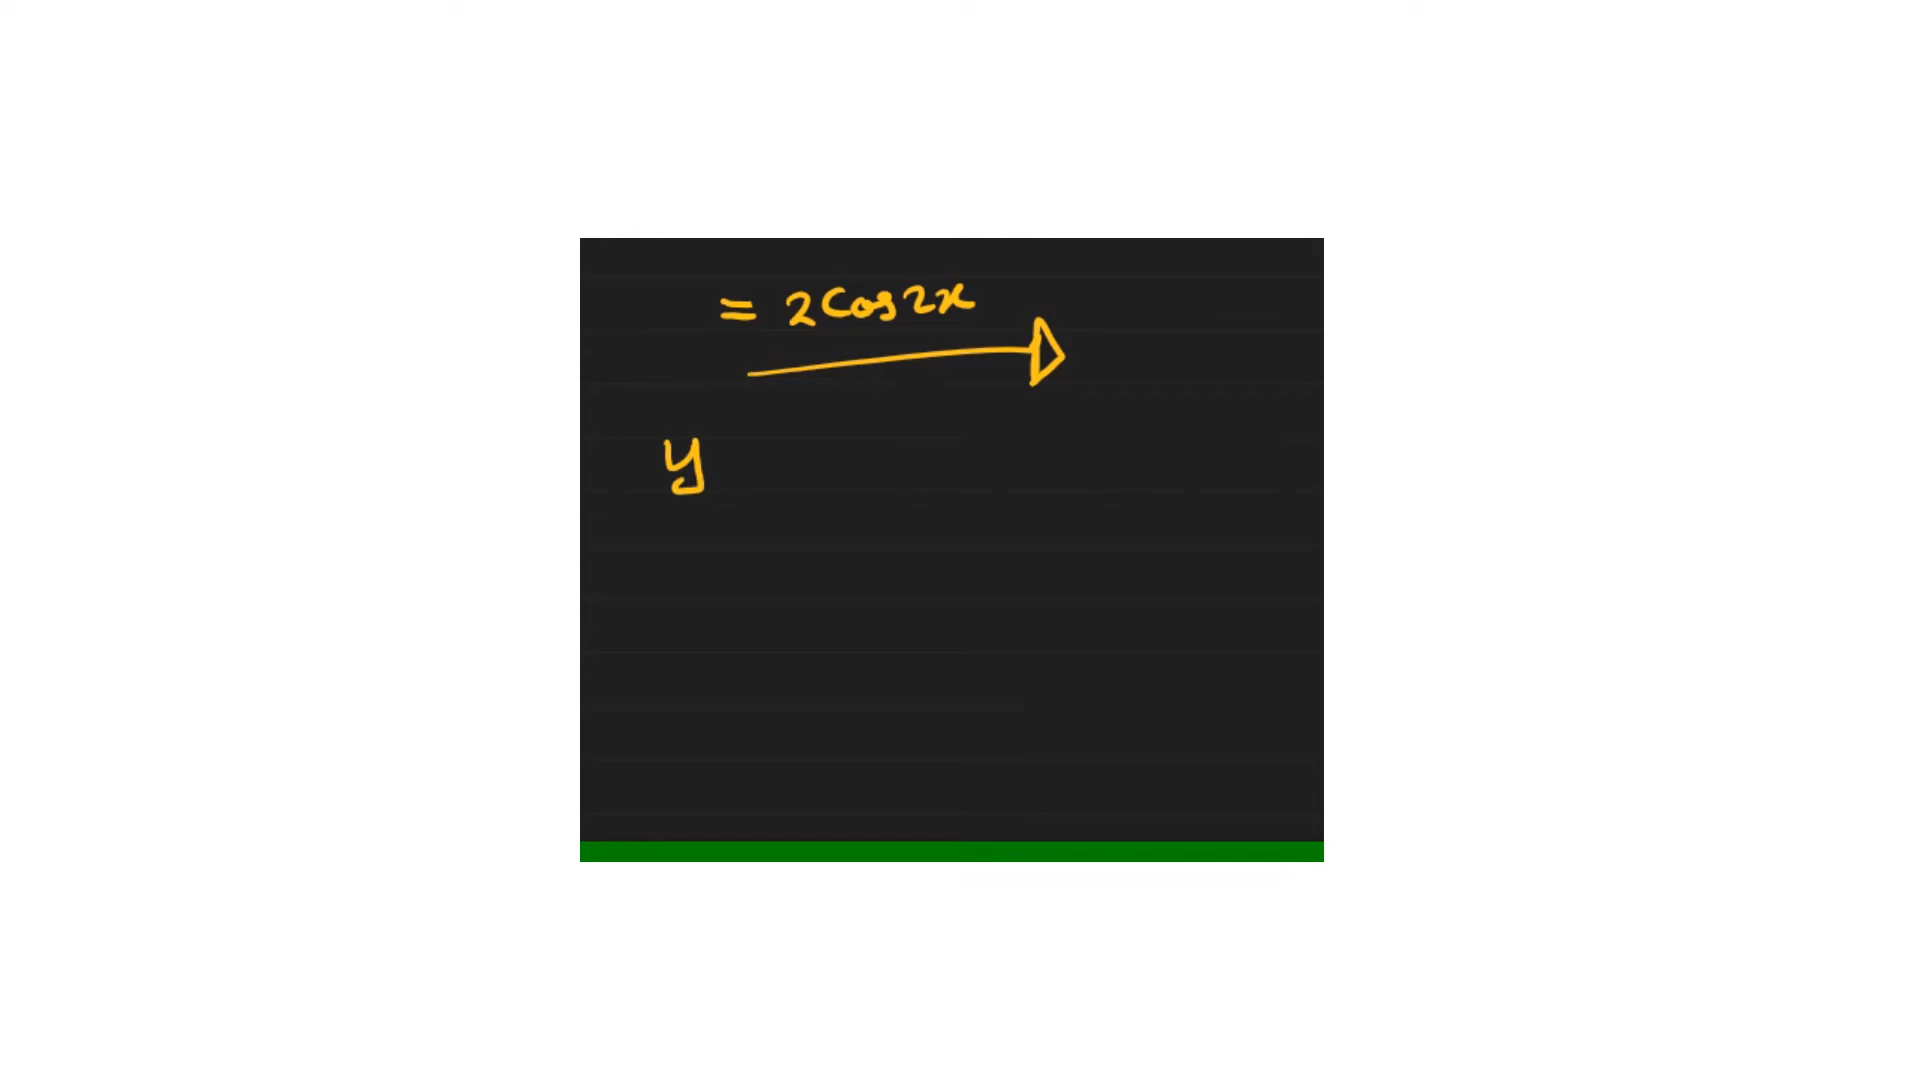 = 2cos2x
y